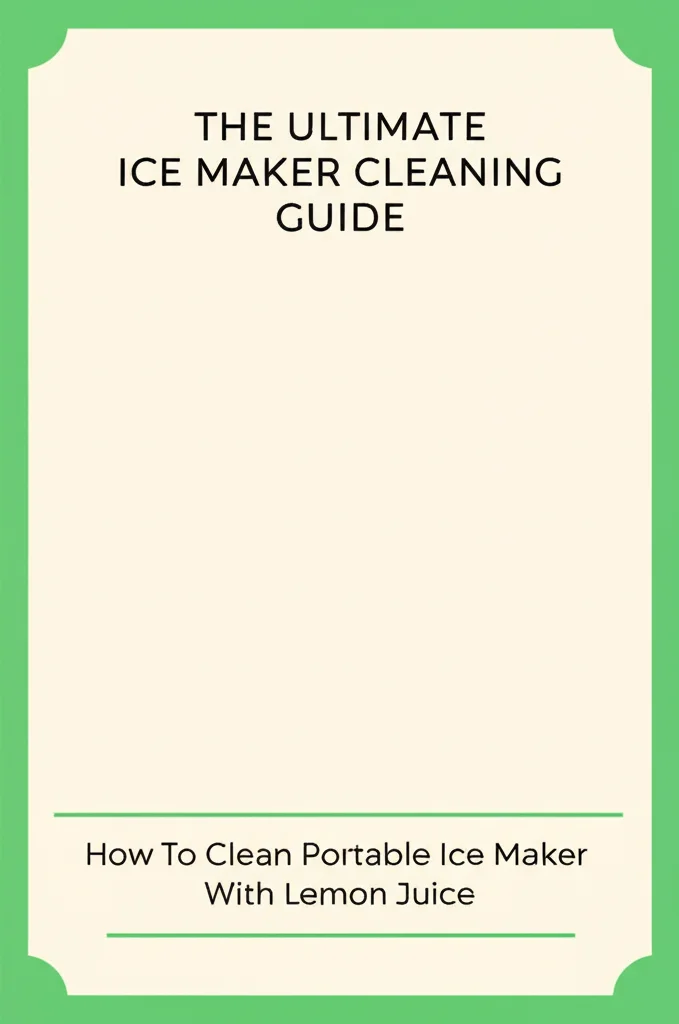 THE ULTIMATE
ICE MAKER CLEANING
GUIDE
How To Clean Portable Ice Maker
With Lemon Juice